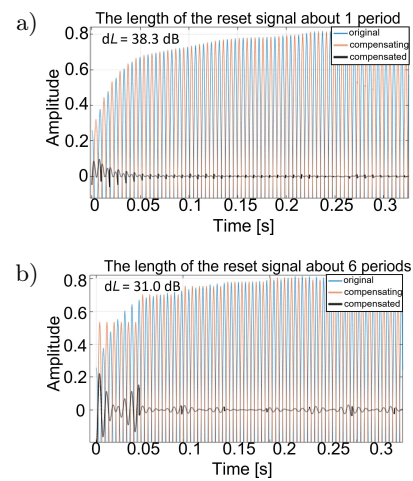 a)
The length of the reset signal about 1 period
dL = 38.3 dB
original
compensating
compensated
Amplitude
0.8
0.6
0.4
0.2
0
0 0.05 0.1 0.15 0.2 0.25 0.3
Time [s]
b)
The length of the reset signal about 6 periods
dL = 31.0 dB
original
compensating
compensated
Amplitude
0.8
0.6
0.4
0.2
0
0 0.05 0.1 0.15 0.2 0.25 0.3
Time [s]